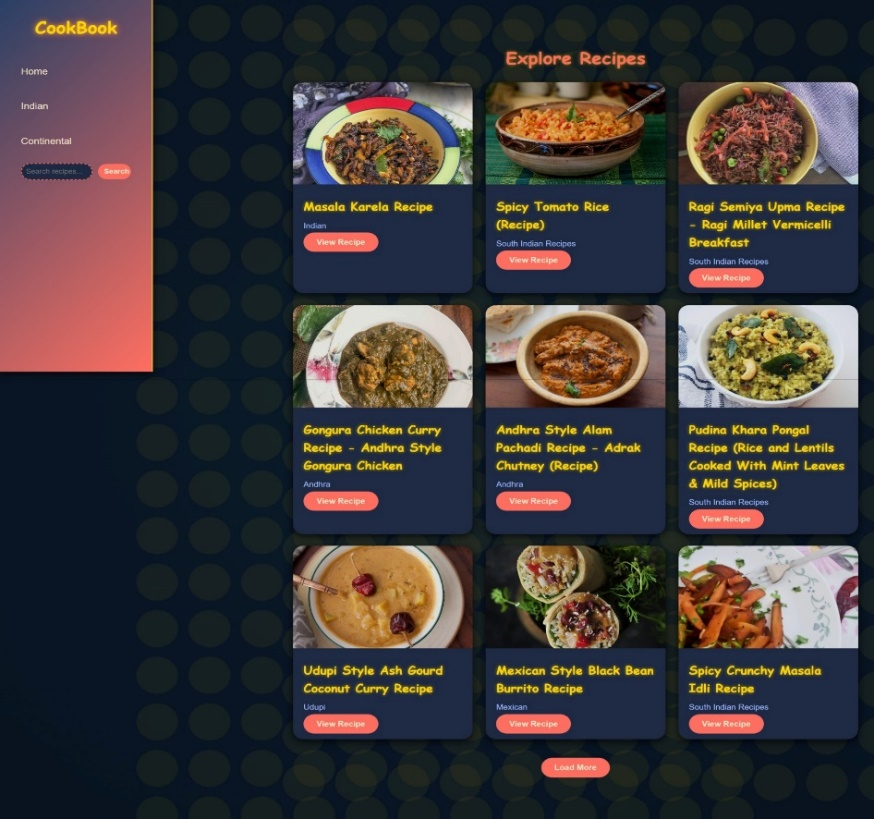 CookBook
Home
Indian
Continental
Search recipes...
Search
Explore Recipes
Masala Karela Recipe
Indian
View Recipe
Spicy Tomato Rice
(Recipe)
South Indian Recipes
View Recipe
Ragi Semiya Upma Recipe
- Ragi Millet Vermicelli
Breakfast
South Indian Recipes
View Recipe
Gongura Chicken Curry
Recipe - Andhra Style
Gongura Chicken
Andhra
View Recipe
Andhra Style Alam
Pachadi Recipe - Adrak
Chutney (Recipe)
Andhra
View Recipe
Pudina Khara Pongal
Recipe (Rice and Lentils
Cooked With Mint Leaves
& Mild Spices)
South Indian Recipes
View Recipe
Udupi Style Ash Gourd
Coconut Curry Recipe
Udupi
View Recipe
Mexican Style Black Bean
Burrito Recipe
Mexican
View Recipe
Spicy Crunchy Masala
Idli Recipe
South Indian Recipes
View Recipe
Load More